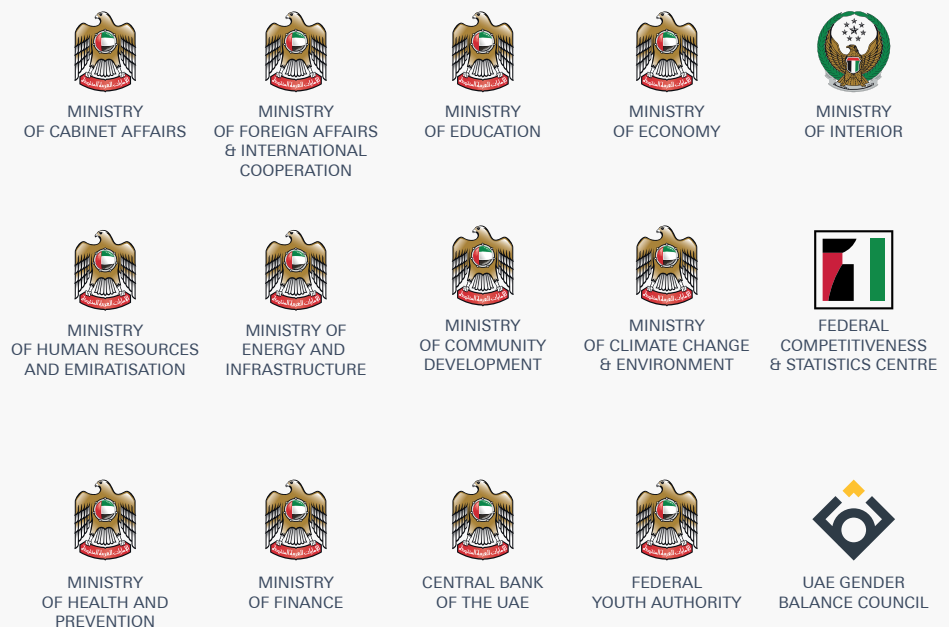 MINISTRY
OF CABINET AFFAIRS
MINISTRY
OF FOREIGN AFFAIRS
& INTERNATIONAL
COOPERATION
MINISTRY
OF EDUCATION
MINISTRY
OF ECONOMY
MINISTRY
OF INTERIOR
MINISTRY
OF HUMAN RESOURCES
AND EMIRATISATION
MINISTRY OF
ENERGY AND
INFRASTRUCTURE
MINISTRY
OF COMMUNITY
DEVELOPMENT
MINISTRY
OF CLIMATE CHANGE
& ENVIRONMENT
FEDERAL
COMPETITIVENESS
& STATISTICS CENTRE
MINISTRY
OF HEALTH AND
PREVENTION
MINISTRY
OF FINANCE
CENTRAL BANK
OF THE UAE
FEDERAL
YOUTH AUTHORITY
UAE GENDER
BALANCE COUNCIL